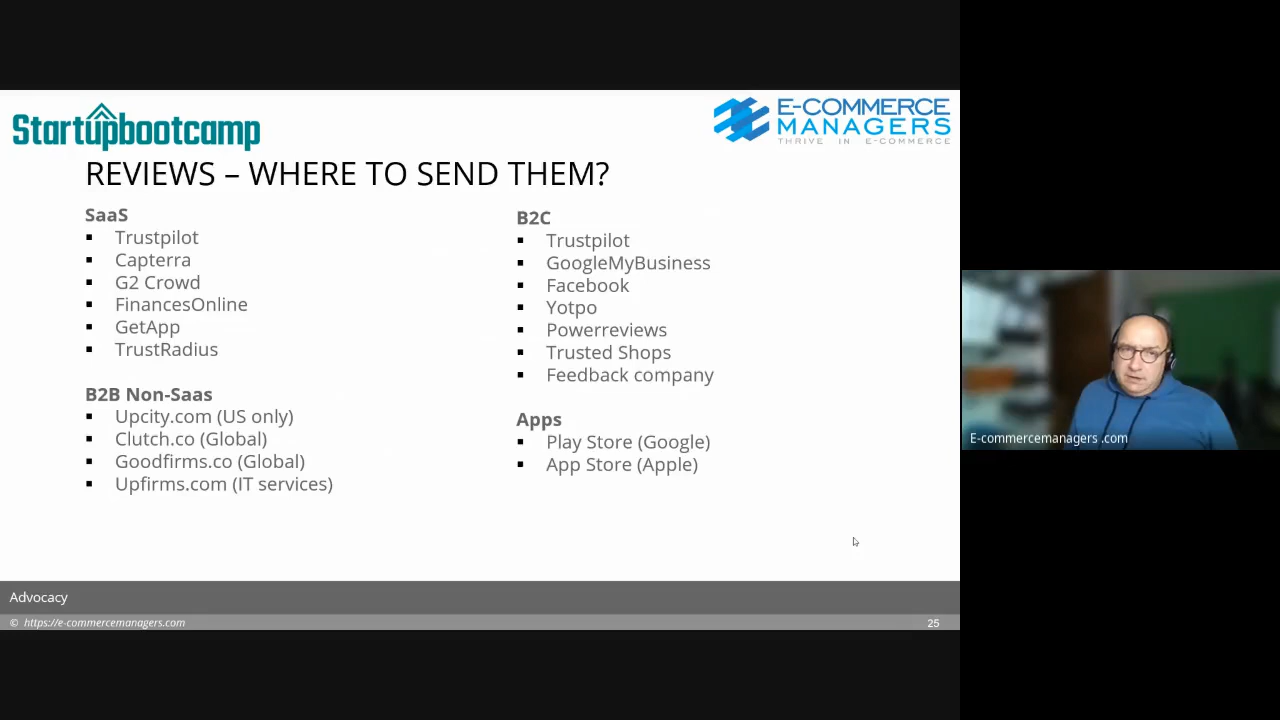 Startupbootcamp
E-COMMERCE
MANAGERS
THRIVE IN E-COMMERCE
REVIEWS – WHERE TO SEND THEM?
SaaS
▪ Trustpilot
▪ Capterra
▪ G2 Crowd
▪ FinancesOnline
▪ GetApp
▪ TrustRadius
B2B Non-Saas
▪ Upcity.com (US only)
▪ Clutch.co (Global)
▪ Goodfirms.co (Global)
▪ Upfirms.com (IT services)
B2C
▪ Trustpilot
▪ GoogleMyBusiness
▪ Facebook
▪ Yotpo
▪ Powerreviews
▪ Trusted Shops
▪ Feedback company
Apps
▪ Play Store (Google)
▪ App Store (Apple)
Advocacy
© https://e-commercemanagers.com
25
E-commercemanagers .com